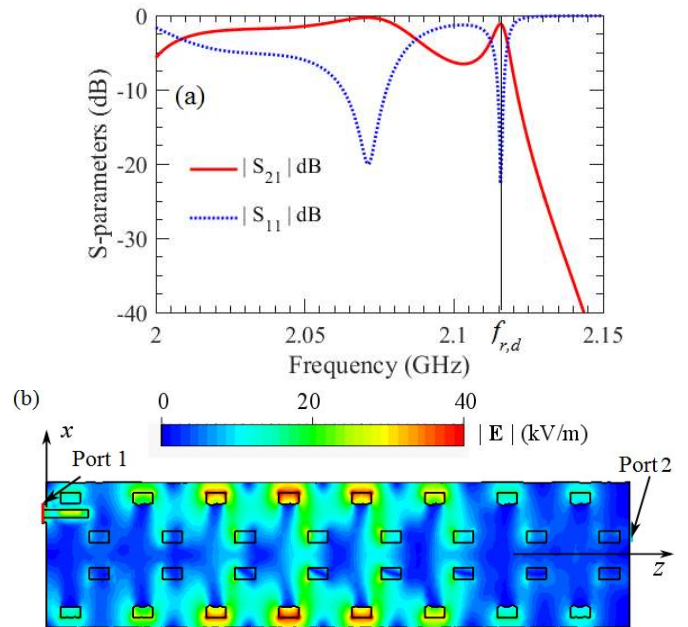 0
-10
-20
-30
-40
S-parameters (dB)
(a)
| S21 | dB
| S11 | dB
2
2.05
2.1
2.15
fr,d
Frequency (GHz)
(b)
0
20
40
| E | (kV/m)
x
Port 1
Port 2
z